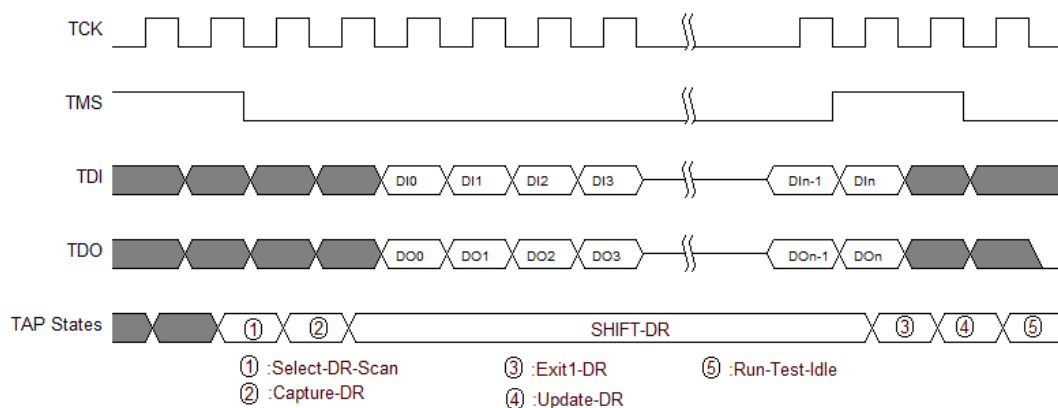 TCK
TMS
TDI DI0 DI1 DI2 DI3 DIn-1 DIn
TDO DO0 DO1 DO2 DO3 DOn-1 DOn
TAP States 1 2 SHIFT-DR 3 4 5
1 :Select-DR-Scan 3 :Exit1-DR 5 :Run-Test-Idle
2 :Capture-DR 4 :Update-DR